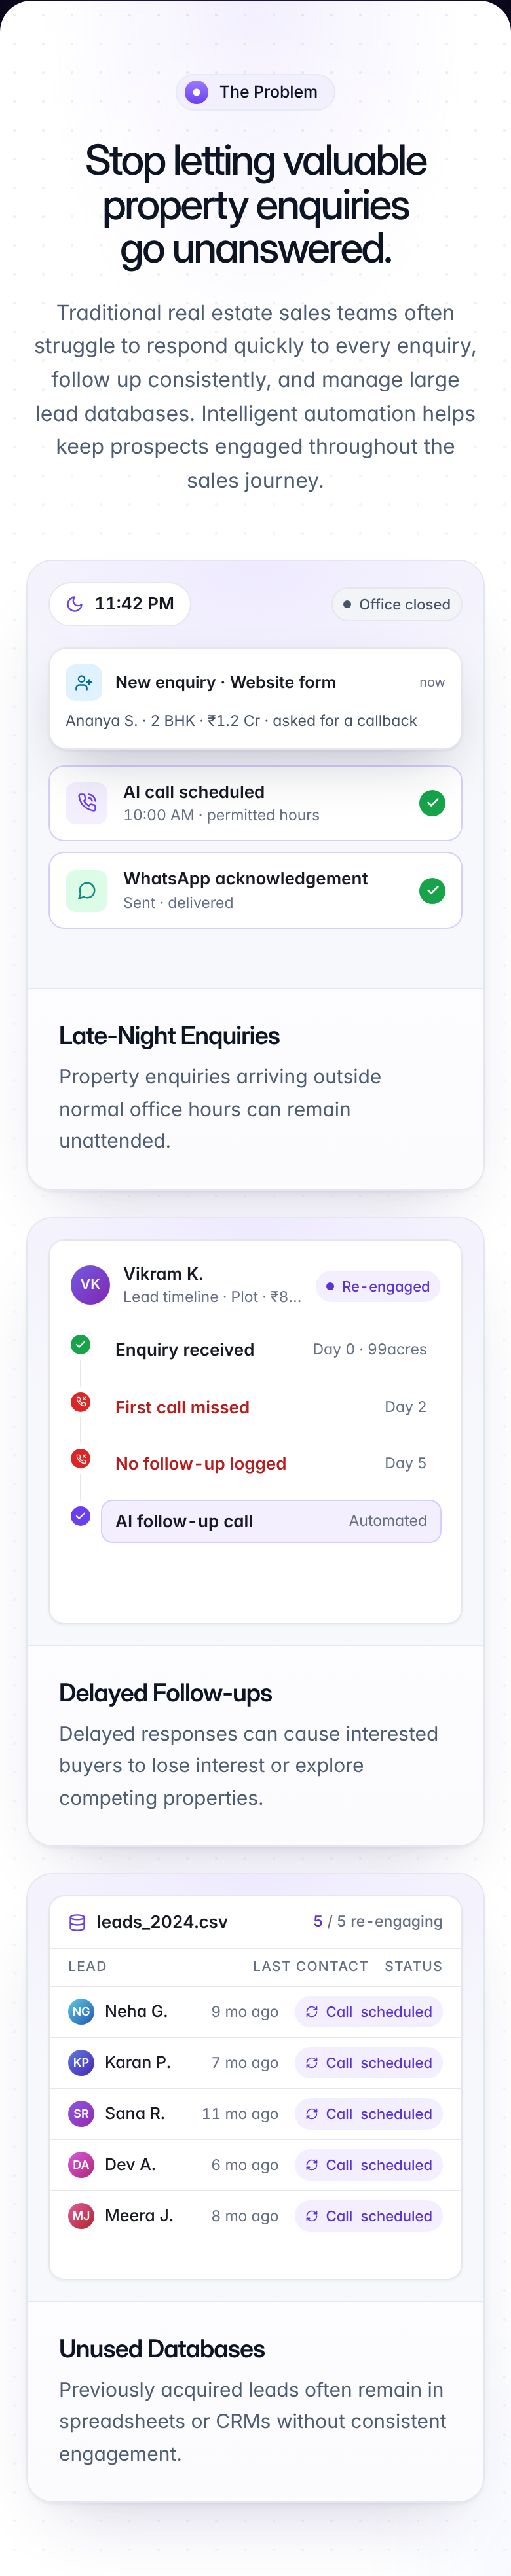 The Problem
Stop letting valuable
property enquiries
go unanswered.
Traditional real estate sales teams often
struggle to respond quickly to every enquiry,
follow up consistently, and manage large
lead databases. Intelligent automation helps
keep prospects engaged throughout the
sales journey.
11:42 PM
Office closed
New enquiry · Website form
now
Ananya S. · 2 BHK · ₹1.2 Cr · asked for a callback
AI call scheduled
10:00 AM · permitted hours
WhatsApp acknowledgement
Sent · delivered
Late-Night Enquiries
Property enquiries arriving outside
normal office hours can remain
unattended.
VK
Vikram K.
Lead timeline · Plot · ₹8...
Re-engaged
Enquiry received
Day 0 · 99acres
First call missed
Day 2
No follow-up logged
Day 5
AI follow-up call
Automated
Delayed Follow-ups
Delayed responses can cause interested
buyers to lose interest or explore
competing properties.
leads_2024.csv
5 / 5 re-engaging
LEAD LAST CONTACT STATUS
NG Neha G. 9 mo ago Call scheduled
KP Karan P. 7 mo ago Call scheduled
SR Sana R. 11 mo ago Call scheduled
DA Dev A. 6 mo ago Call scheduled
MJ Meera J. 8 mo ago Call scheduled
Unused Databases
Previously acquired leads often remain in
spreadsheets or CRMs without consistent
engagement.